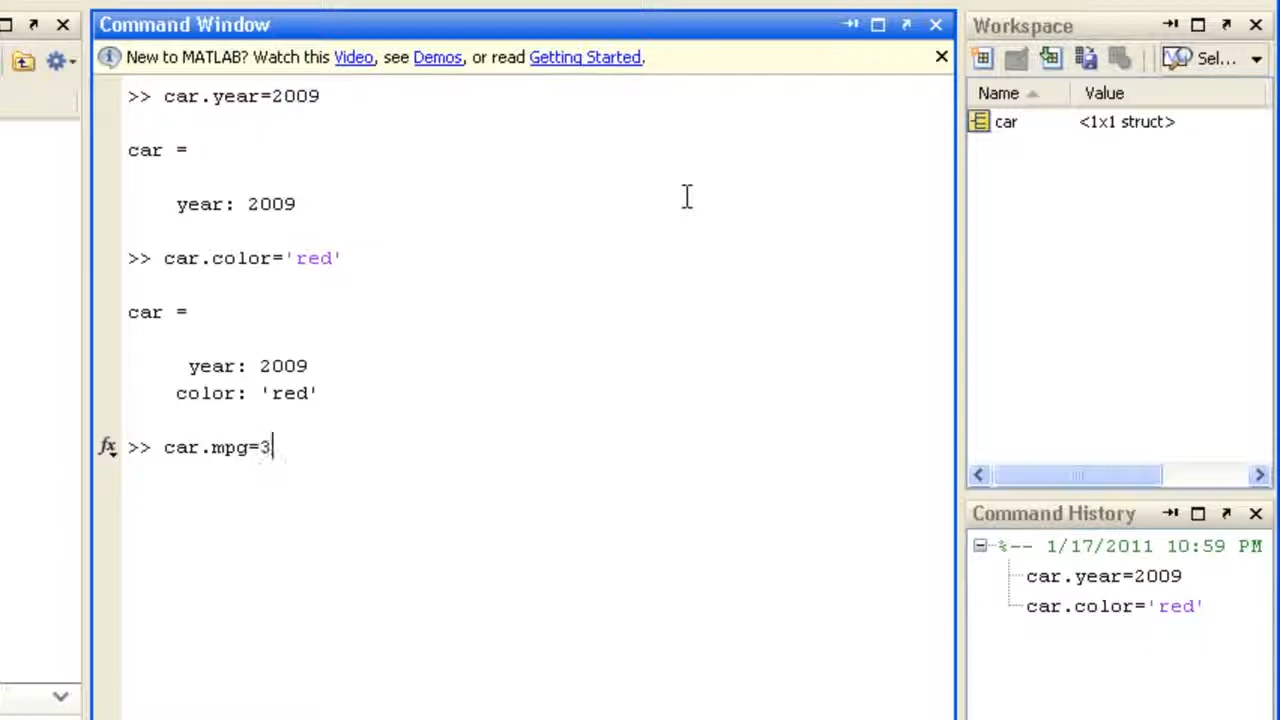 Command Window
New to MATLAB? Watch this Video, see Demos, or read Getting Started.
>> car.year=2009
car =
year: 2009
>> car.color='red'
car =
year: 2009
color: 'red'
fx >> car.mpg=3
Workspace
Sel...
Name Value
car <1x1 struct>
Command History
%-- 1/17/2011 10:59 PM
car.year=2009
car.color='red'